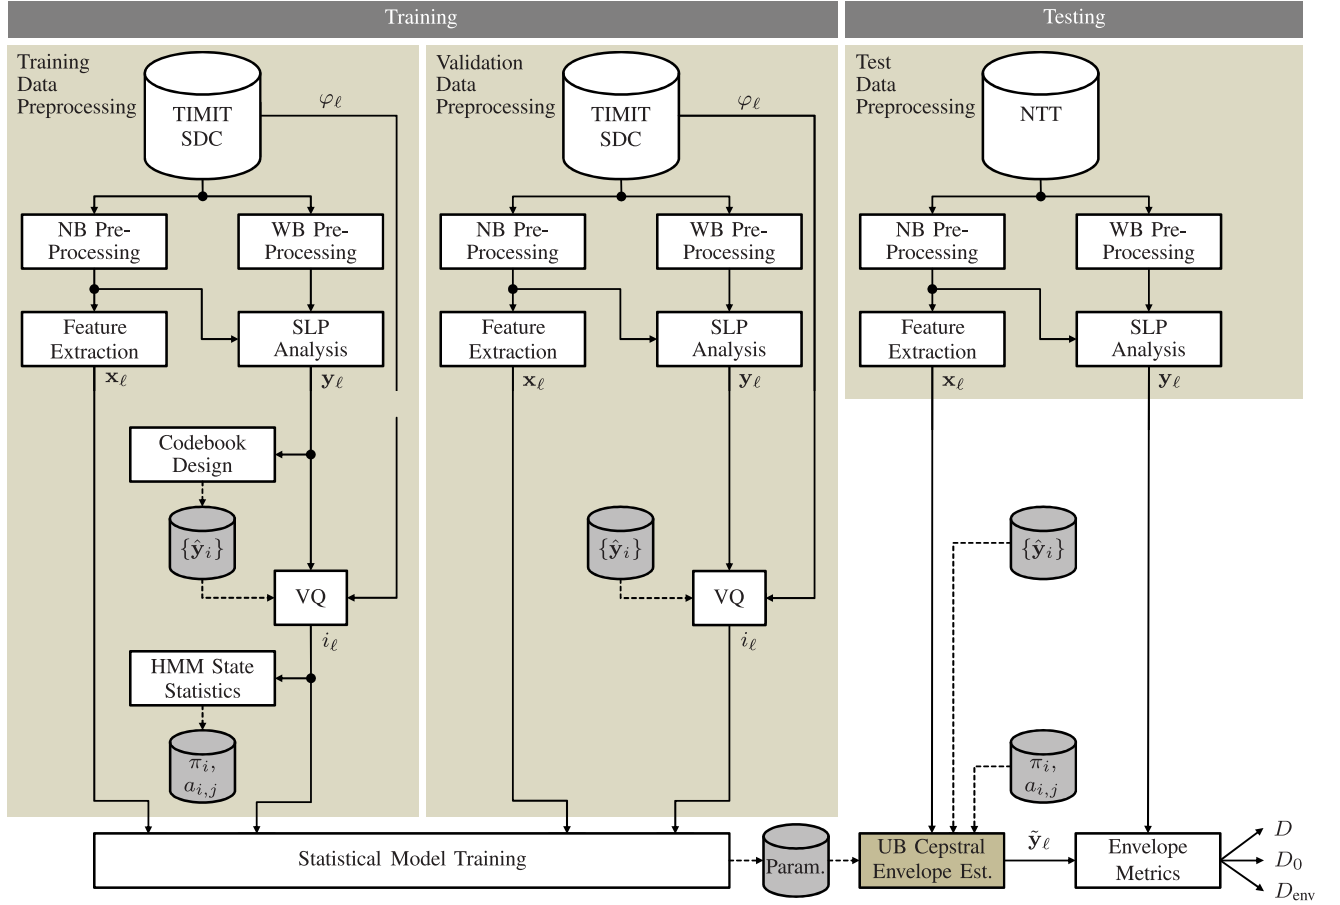 Training
Testing
Training
Data
Preprocessing
TIMIT
SDC
φℓ
NB Pre-
Processing
WB Pre-
Processing
Feature
Extraction
SLP
Analysis
xℓ
yℓ
Codebook
Design
{ŷi}
VQ
iℓ
HMM State
Statistics
πi,
ai,j
Validation
Data
Preprocessing
TIMIT
SDC
φℓ
NB Pre-
Processing
WB Pre-
Processing
Feature
Extraction
SLP
Analysis
xℓ
yℓ
{ŷi}
VQ
iℓ
Test
Data
Preprocessing
NTT
NB Pre-
Processing
WB Pre-
Processing
Feature
Extraction
SLP
Analysis
xℓ
yℓ
{ŷi}
πi,
ai,j
Statistical Model Training
Param.
UB Cepstral
Envelope Est.
ỹℓ
Envelope
Metrics
D
D0
Denv